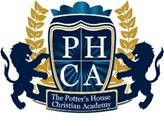 PH
CA
The Potter's House
Christian Academy